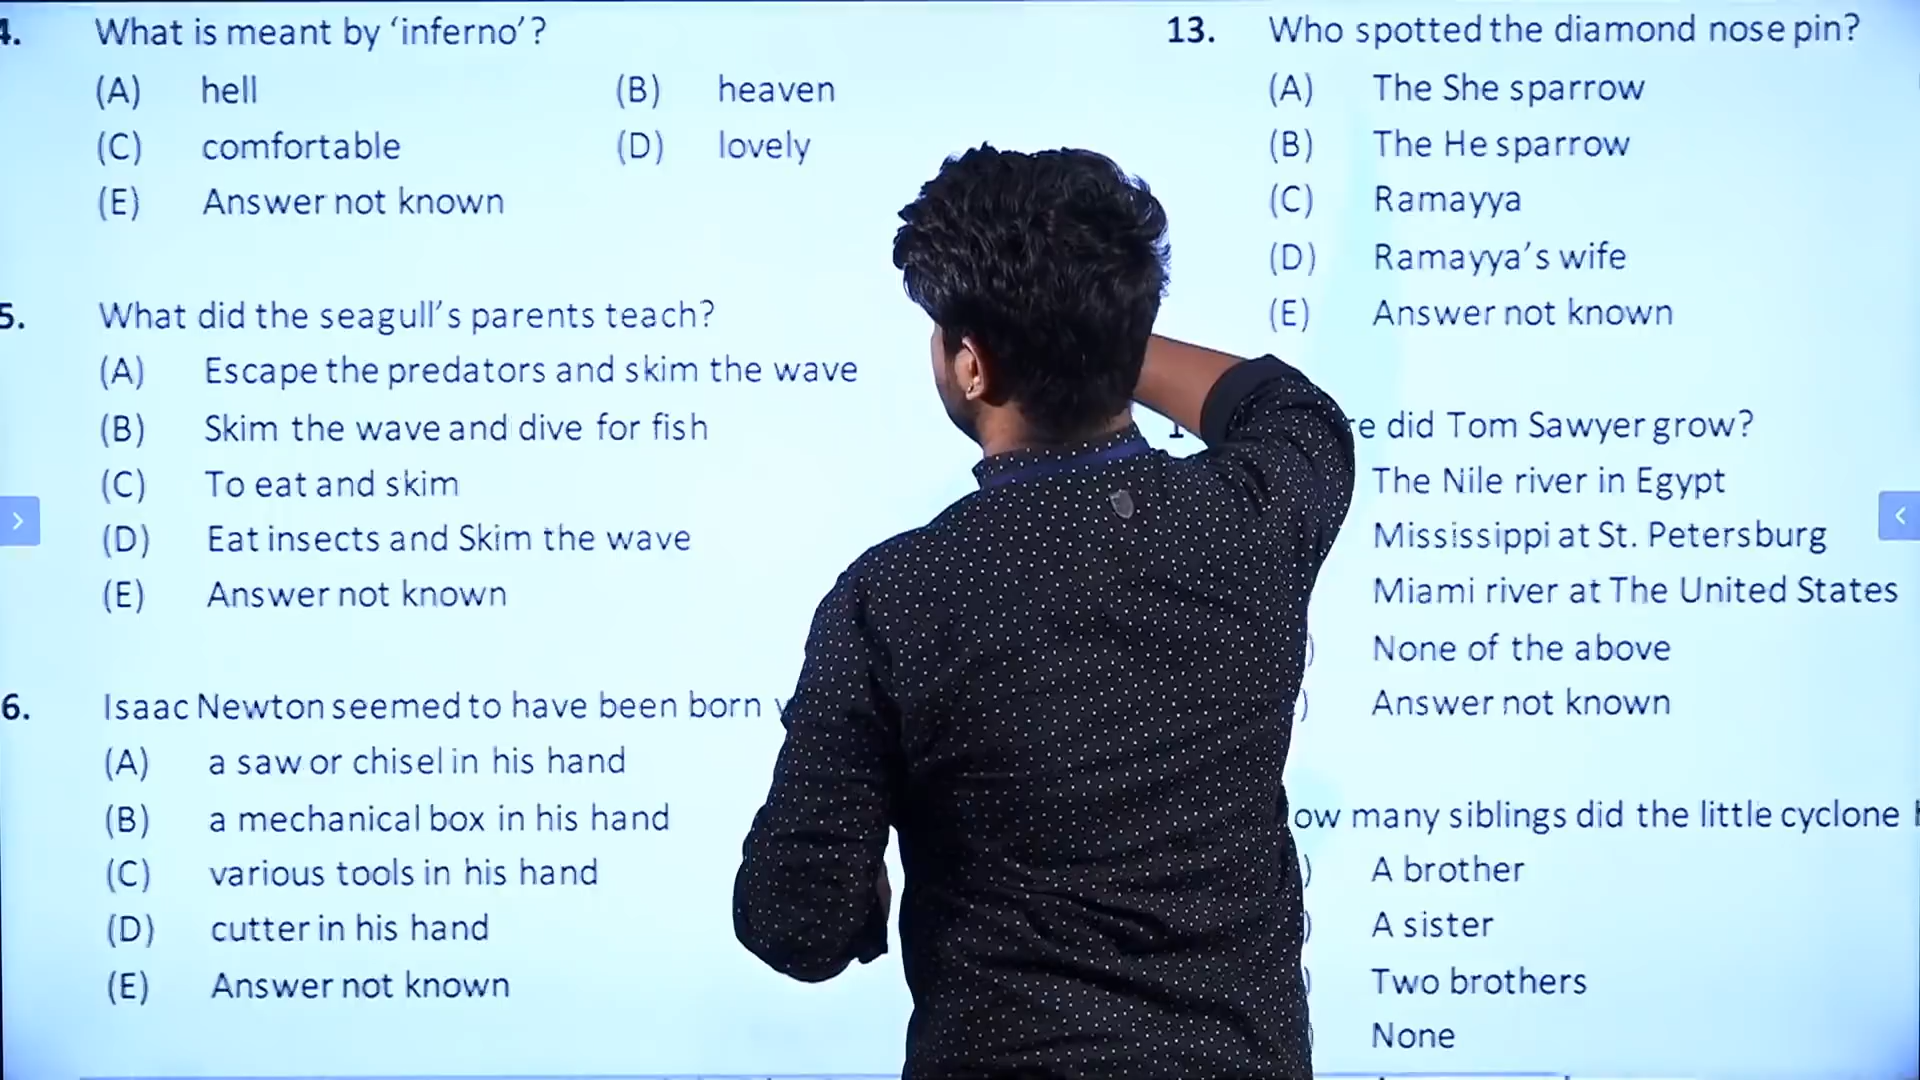 What is meant by ‘inferno’?
(A) hell (B) heaven
(C) comfortable (D) lovely
(E) Answer not known
5. What did the seagull’s parents teach?
(A) Escape the predators and skim the wave
(B) Skim the wave and dive for fish
(C) To eat and skim
(D) Eat insects and Skim the wave
(E) Answer not known
6. Isaac Newton seemed to have been born
(A) a saw or chisel in his hand
(B) a mechanical box in his hand
(C) various tools in his hand
(D) cutter in his hand
(E) Answer not known
13. Who spotted the diamond nose pin?
(A) The She sparrow
(B) The He sparrow
(C) Ramayya
(D) Ramayya’s wife
(E) Answer not known
did Tom Sawyer grow?
The Nile river in Egypt
Mississippi at St. Petersburg
Miami river at The United States
None of the above
Answer not known
many siblings did the little cyclone
A brother
A sister
Two brothers
None